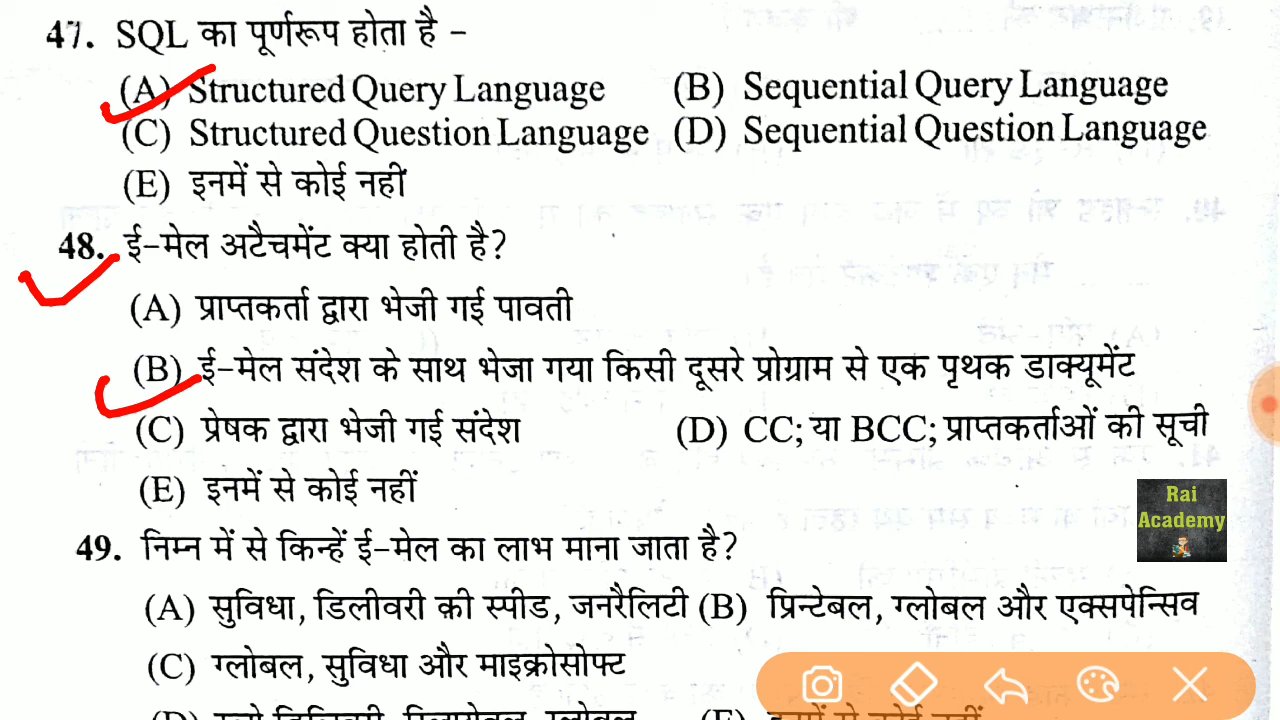 47. SQL का पूर्णरूप होता है –
(A) Structured Query Language (B) Sequential Query Language
(C) Structured Question Language (D) Sequential Question Language
(E) इनमें से कोई नहीं
48. ई-मेल अटैचमेंट क्या होती है?
(A) प्राप्तकर्ता द्वारा भेजी गई पावती
(B) ई-मेल संदेश के साथ भेजा गया किसी दूसरे प्रोग्राम से एक पृथक डाक्यूमेंट
(C) प्रेषक द्वारा भेजी गई संदेश (D) CC; या BCC; प्राप्तकर्ताओं की सूची
(E) इनमें से कोई नहीं
Rai
Academy
49. निम्न में से किन्हें ई-मेल का लाभ माना जाता है?
(A) सुविधा, डिलीवरी की स्पीड, जनरैलिटी (B) प्रिन्टेबल, ग्लोबल और एक्सपेन्सिव
(C) ग्लोबल, सुविधा और माइक्रोसोफ्ट